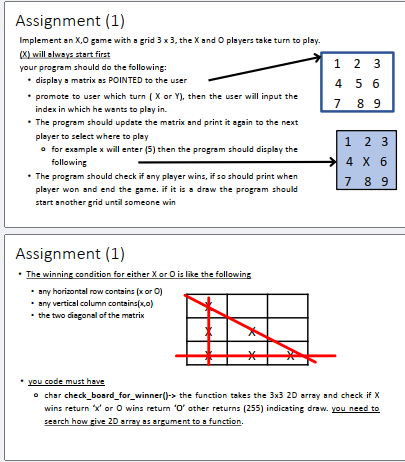 Assignment (1)
Implement an X,O game with a grid 3 x 3, the X and O players take turn to play.
(X) will always start first
your program should do the following:
• display a matrix as POINTED to the user
• promote to user which turn ( X or Y), then the user will input the
index in which he wants to play in.
• The program should update the matrix and print it again to the next
player to select where to play
o for example x will enter (5) then the program should display the
following
• The program should check if any player wins, if so should print when
player won and end the game. if it is a draw the program should
start another grid until someone win
1 2 3
4 5 6
7 8 9
1 2 3
4 X 6
7 8 9
Assignment (1)
• The winning condition for either X or O is like the following
• any horizontal row contains (x or O)
• any vertical column contains(x,o)
• the two diagonal of the matrix
X
X X
X X X
• you code must have
o char check_board_for_winner()-> the function takes the 3x3 2D array and check if X
wins return 'x' or O wins return 'O' other returns (255) indicating draw. you need to
search how give 2D array as argument to a function.